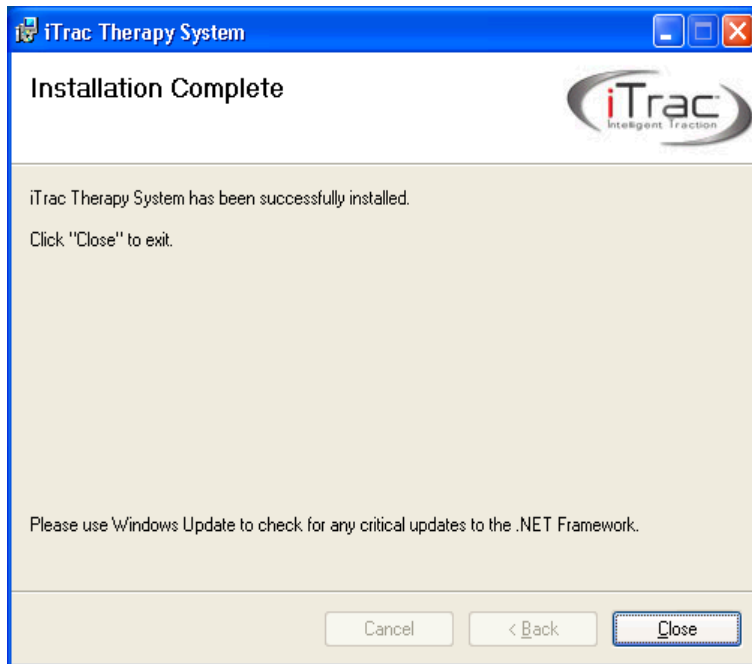 iTrac Therapy System
Installation Complete
iTrac
Intelligent Traction
iTrac Therapy System has been successfully installed.
Click "Close" to exit.
Please use Windows Update to check for any critical updates to the .NET Framework.
Cancel
< Back
Close